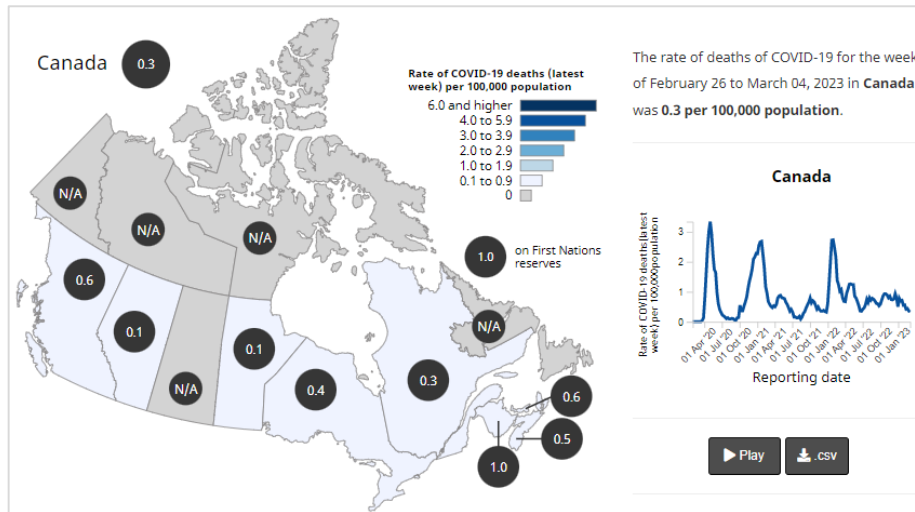 Canada
0.3
Rate of COVID-19 deaths (latest
week) per 100,000 population
6.0 and higher
4.0 to 5.9
3.0 to 3.9
2.0 to 2.9
1.0 to 1.9
0.1 to 0.9
0
N/A
N/A
N/A
1.0
on First Nations
reserves
0.6
0.1
N/A
0.1
0.4
0.3
N/A
0.6
0.5
1.0
The rate of deaths of COVID-19 for the week
of February 26 to March 04, 2023 in Canada
was 0.3 per 100,000 population.
Canada
Rate of COVID-19 deaths(latest
week) per 100,000population
3
2
1
0
01 Apr '20
01 Jul '20
01 Oct '20
01 Jan '21
01 Apr '21
01 Jul '21
01 Oct '21
01 Jan '22
01 Apr '22
01 Jul '22
01 Oct '22
01 Jan '23
Reporting date
Play
.csv